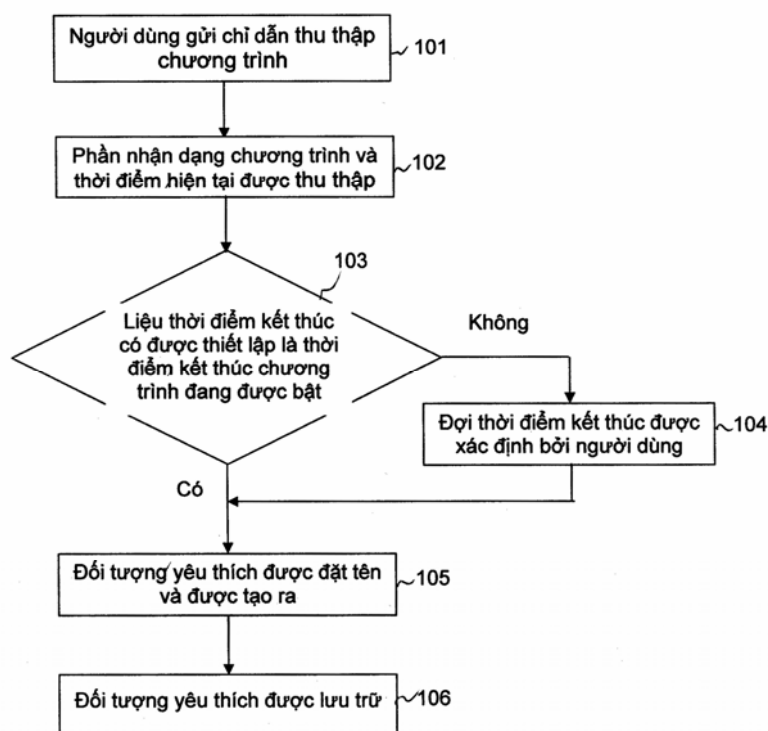 Người dùng gửi chỉ dẫn thu thập
chương trình
101
Phần nhận dạng chương trình và
thời điểm hiện tại được thu thập
102
103
Liệu thời điểm kết thúc
có được thiết lập là thời
điểm kết thúc chương
trình đang được bật
Không
Đợi thời điểm kết thúc được
xác định bởi người dùng
104
Có
Đối tượng yêu thích được đặt tên
và được tạo ra
105
Đối tượng yêu thích được lưu trữ
106